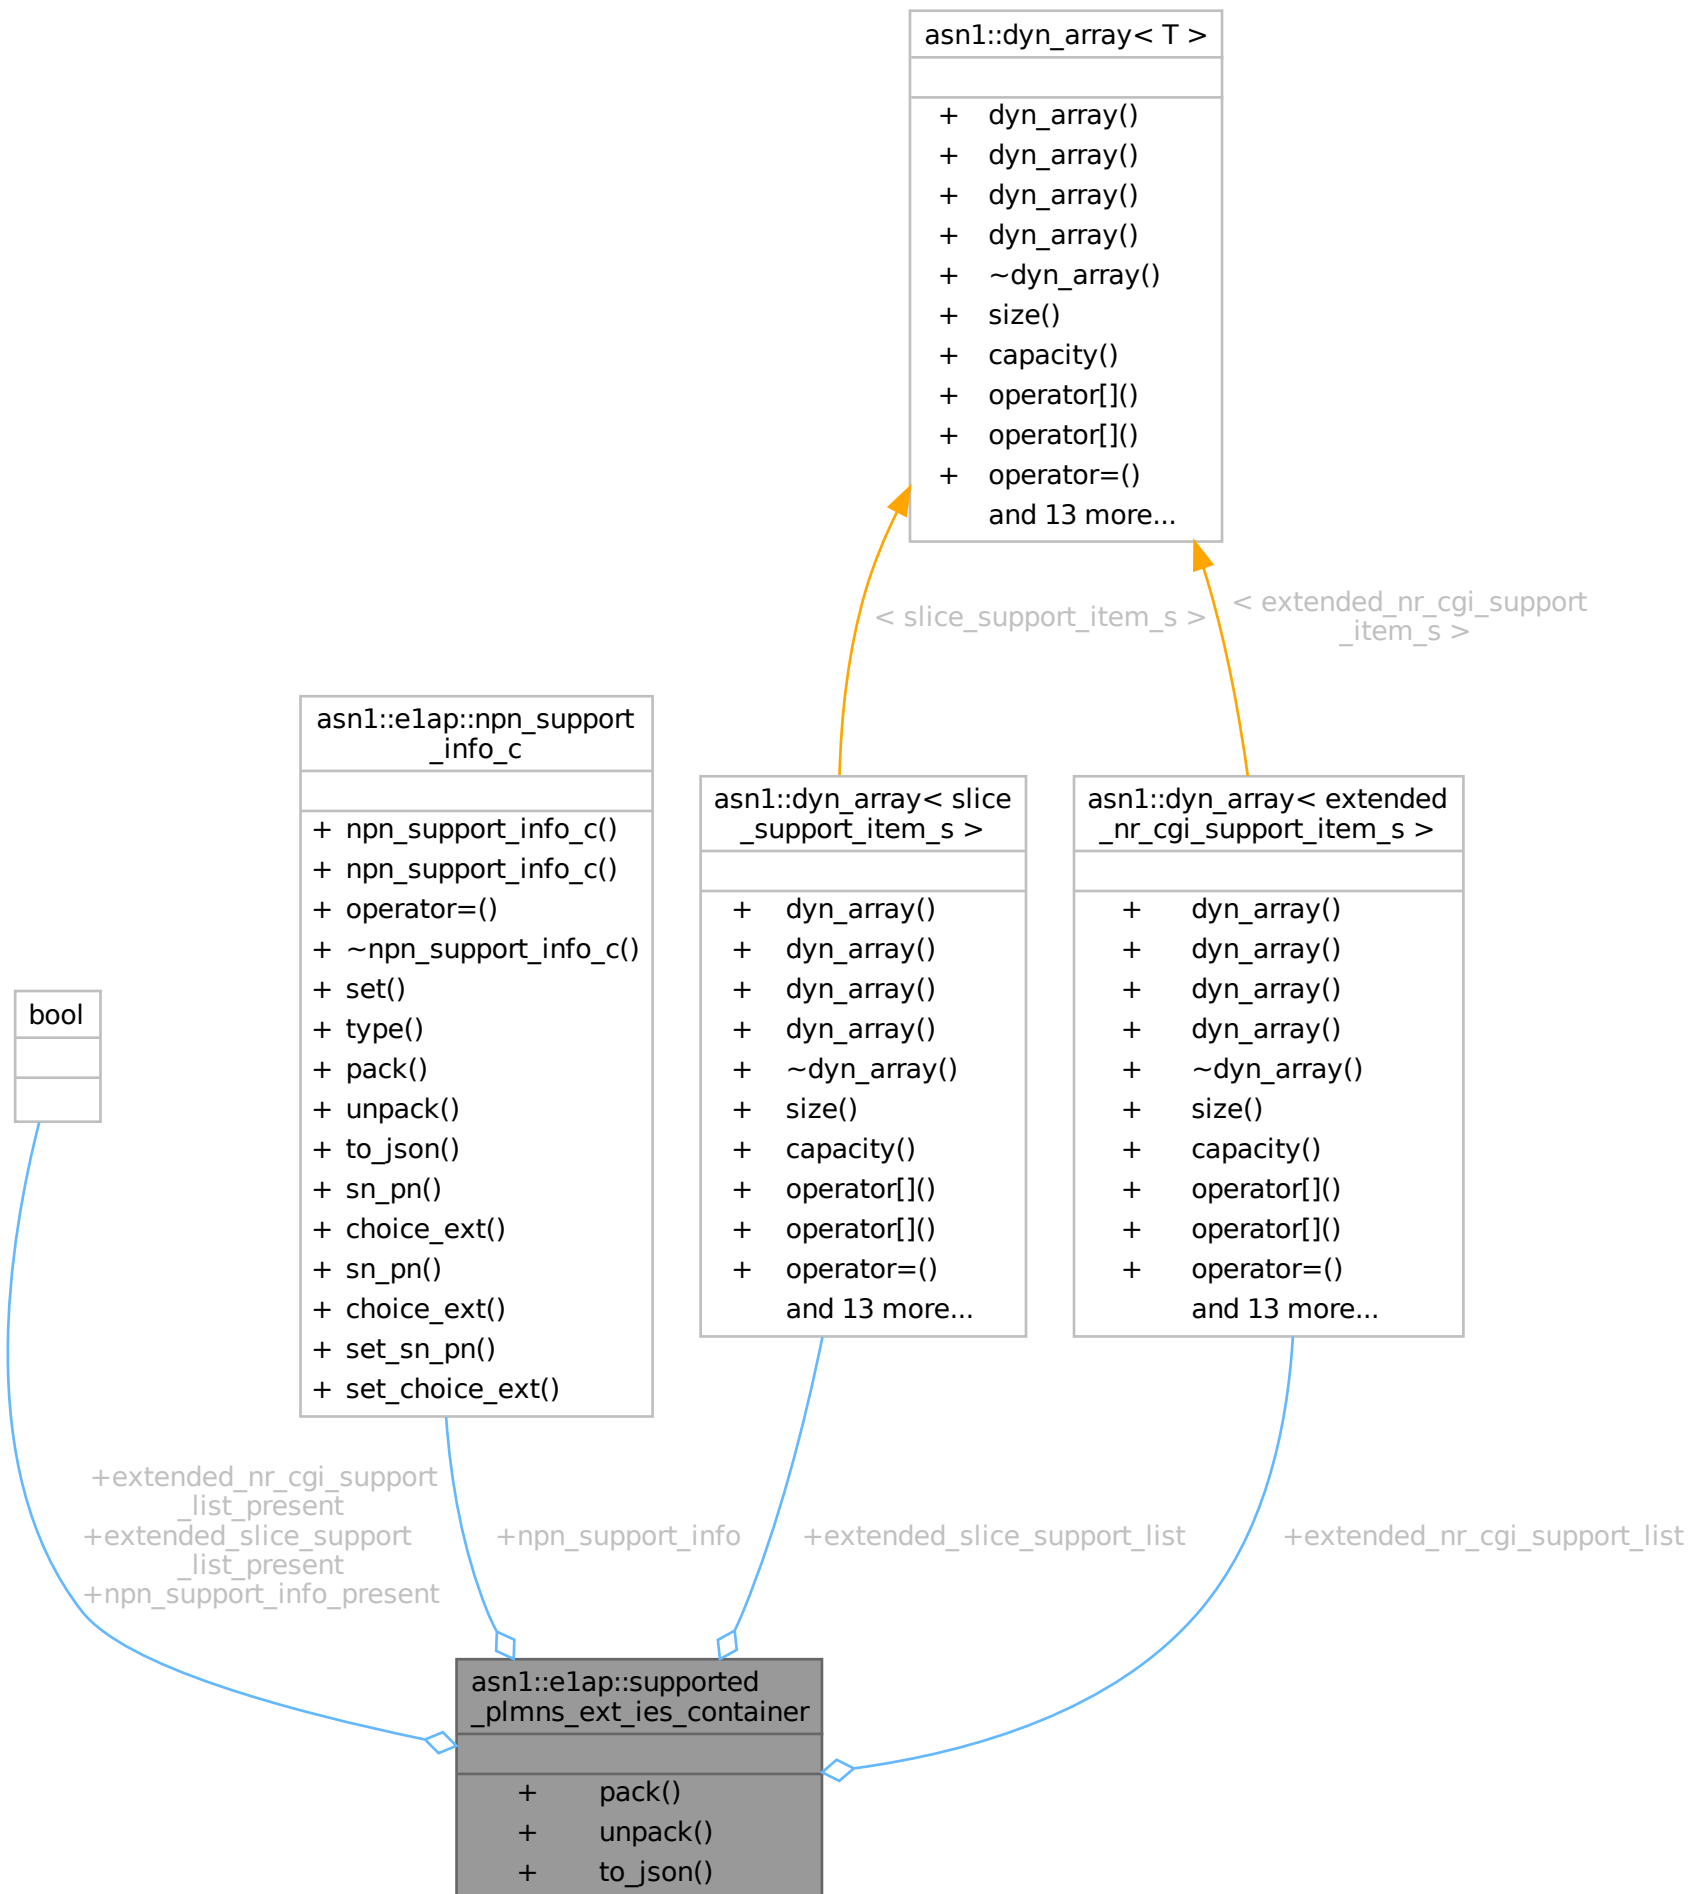 asn1::dyn_array< T >
+ dyn_array()
+ dyn_array()
+ dyn_array()
+ dyn_array()
+ ~dyn_array()
+ size()
+ capacity()
+ operator[]()
+ operator[]()
+ operator=()
and 13 more...
< slice_support_item_s >
< extended_nr_cgi_support
_item_s >
asn1::e1ap::npn_support
_info_c
+ npn_support_info_c()
+ npn_support_info_c()
+ operator=()
+ ~npn_support_info_c()
+ set()
+ type()
+ pack()
+ unpack()
+ to_json()
+ sn_pn()
+ choice_ext()
+ sn_pn()
+ choice_ext()
+ set_sn_pn()
+ set_choice_ext()
asn1::dyn_array< slice
_support_item_s >
+ dyn_array()
+ dyn_array()
+ dyn_array()
+ dyn_array()
+ ~dyn_array()
+ size()
+ capacity()
+ operator[]()
+ operator[]()
+ operator=()
and 13 more...
asn1::dyn_array< extended
_nr_cgi_support_item_s >
+ dyn_array()
+ dyn_array()
+ dyn_array()
+ dyn_array()
+ ~dyn_array()
+ size()
+ capacity()
+ operator[]()
+ operator[]()
+ operator=()
and 13 more...
bool
+extended_nr_cgi_support
_list_present
+extended_slice_support
_list_present
+npn_support_info_present
+npn_support_info
+extended_slice_support_list
+extended_nr_cgi_support_list
asn1::e1ap::supported
_plmns_ext_ies_container
+ pack()
+ unpack()
+ to_json()